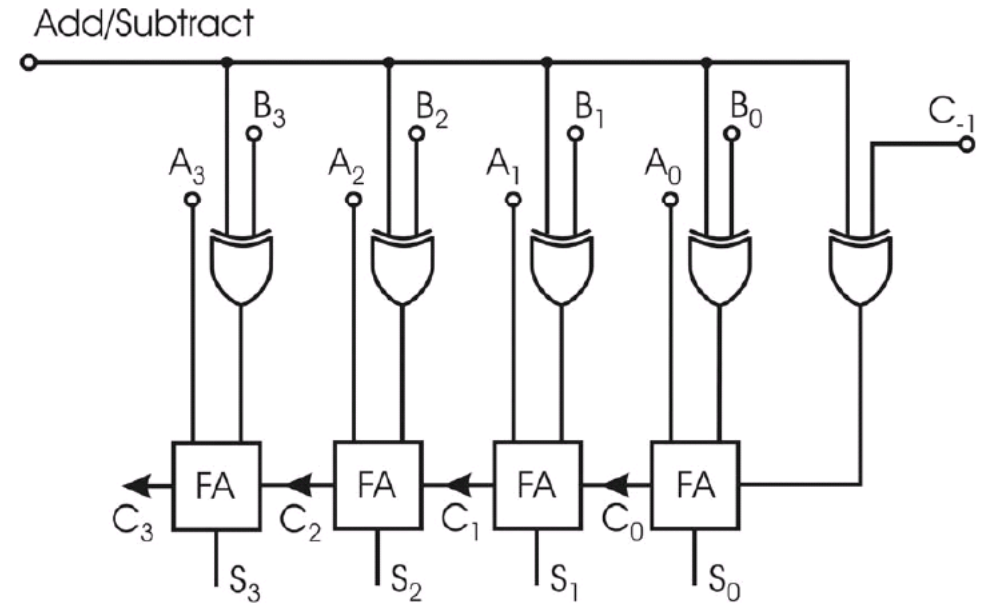 Add/Subtract
B₃ B₂ B₁ B₀ C₋₁
A₃ A₂ A₁ A₀
FA FA FA FA
C₃ C₂ C₁ C₀
S₃ S₂ S₁ S₀